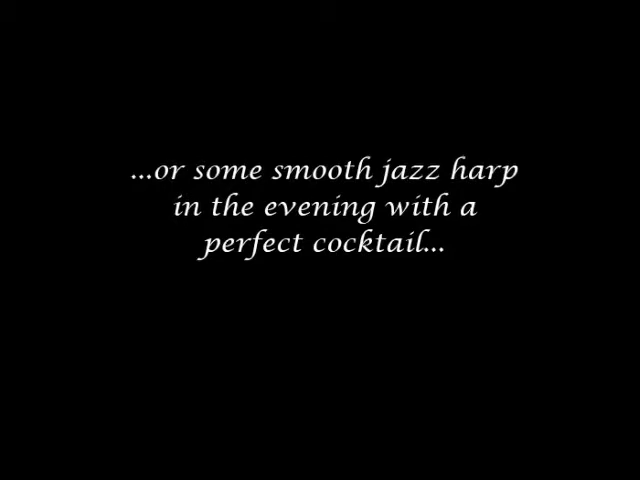 ...or some smooth jazz harp
in the evening with a
perfect cocktail...